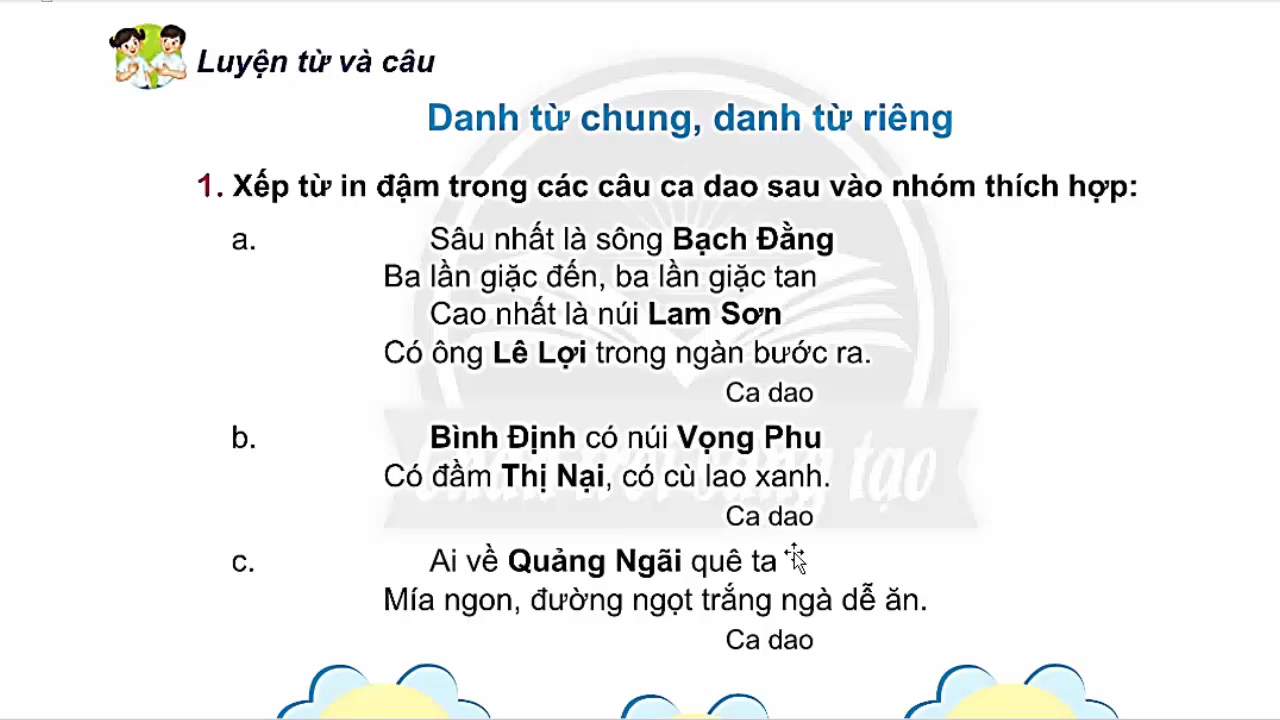 Luyện từ và câu
Danh từ chung, danh từ riêng
1. Xếp từ in đậm trong các câu ca dao sau vào nhóm thích hợp:
a. Sâu nhất là sông Bạch Đằng
Ba lần giặc đến, ba lần giặc tan
Cao nhất là núi Lam Sơn
Có ông Lê Lợi trong ngàn bước ra.
Ca dao
b. Bình Định có núi Vọng Phu
Có đầm Thị Nại, có cù lao xanh.
Ca dao
chân trời sáng tạo
c. Ai về Quảng Ngãi quê ta
Mía ngon, đường ngọt trắng ngà dễ ăn.
Ca dao